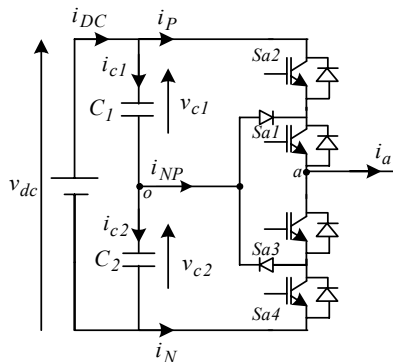 i_DC
i_P
Sa2
i_c1
C_1
v_c1
Sa1
i_NP
i_a
a
v_dc
o
i_c2
C_2
v_c2
Sa3
Sa4
i_N